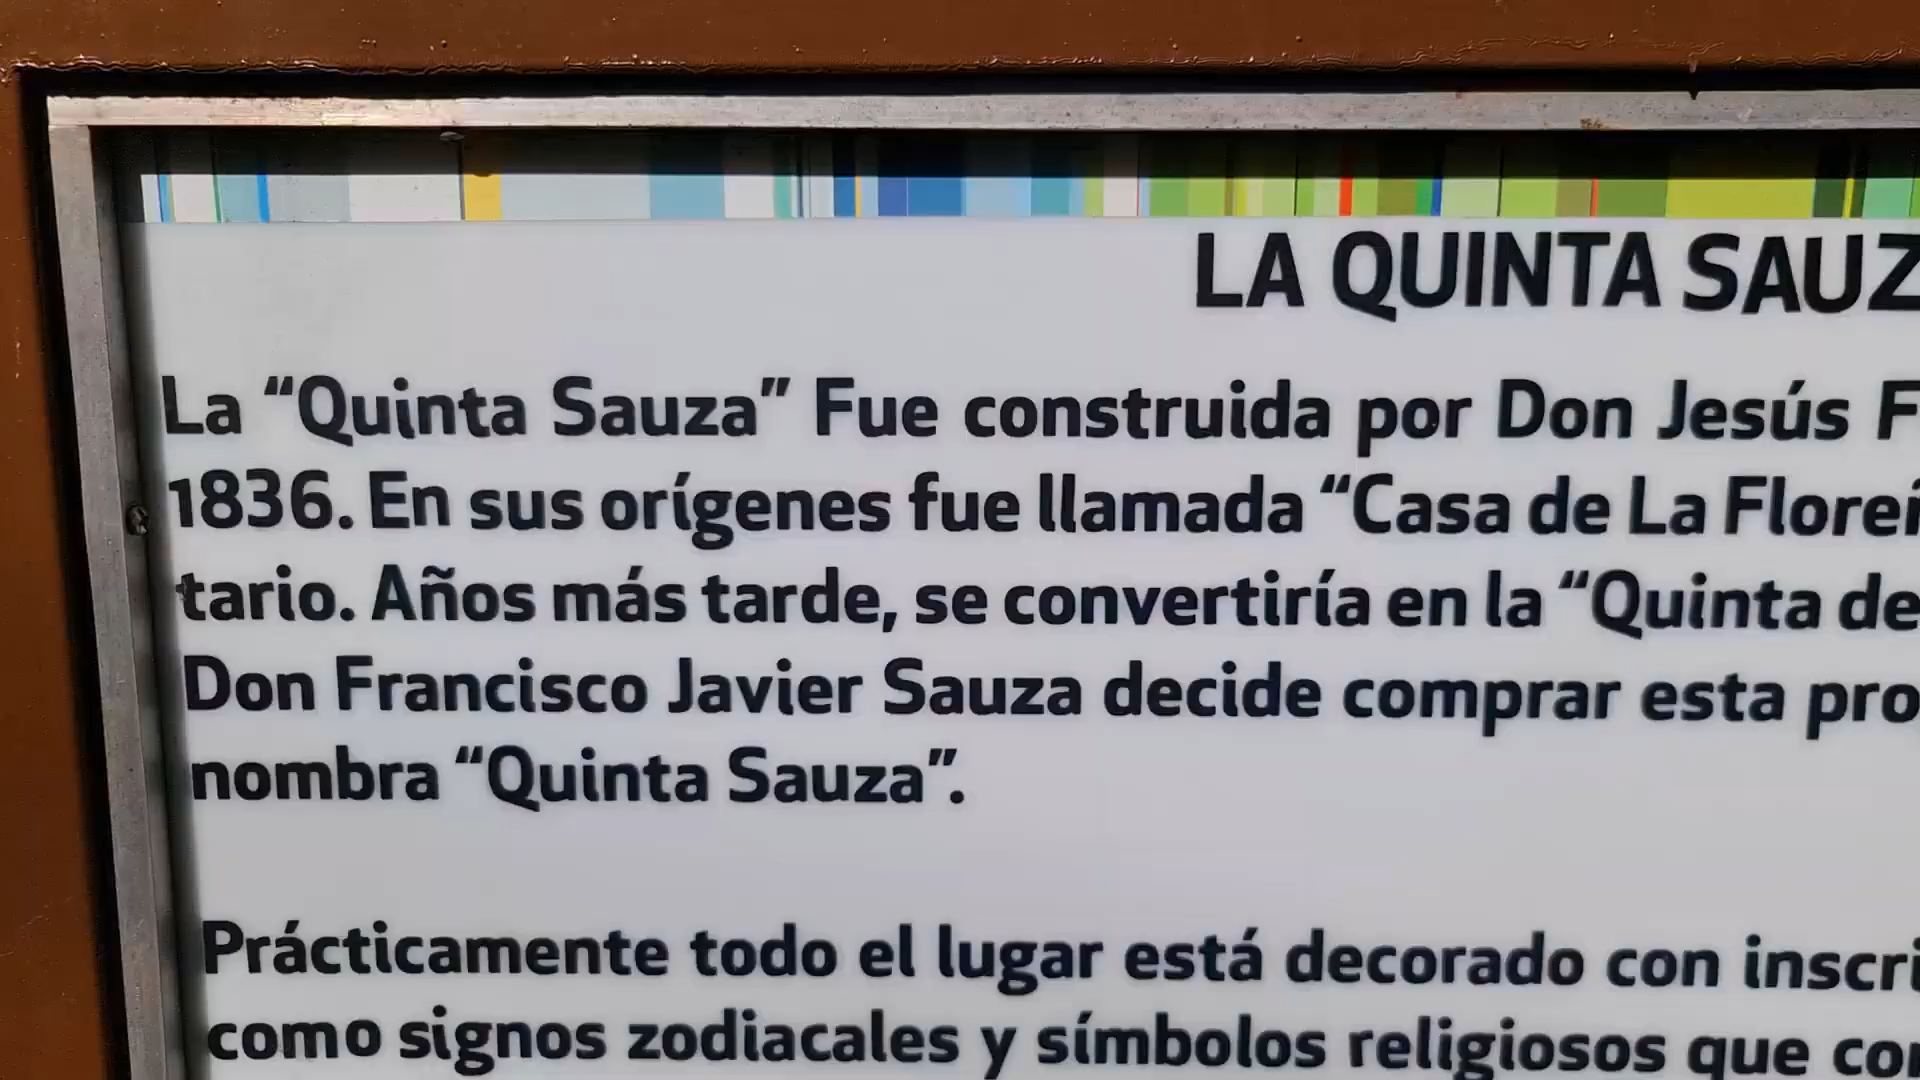 LA QUINTA SAUZ
La “Quinta Sauza” Fue construida por Don Jesús F
1836. En sus orígenes fue llamada “Casa de La Florei
tario. Años más tarde, se convertiría en la “Quinta de
Don Francisco Javier Sauza decide comprar esta pro
nombra “Quinta Sauza”.
Prácticamente todo el lugar está decorado con inscri
como signos zodiacales y símbolos religiosos que co